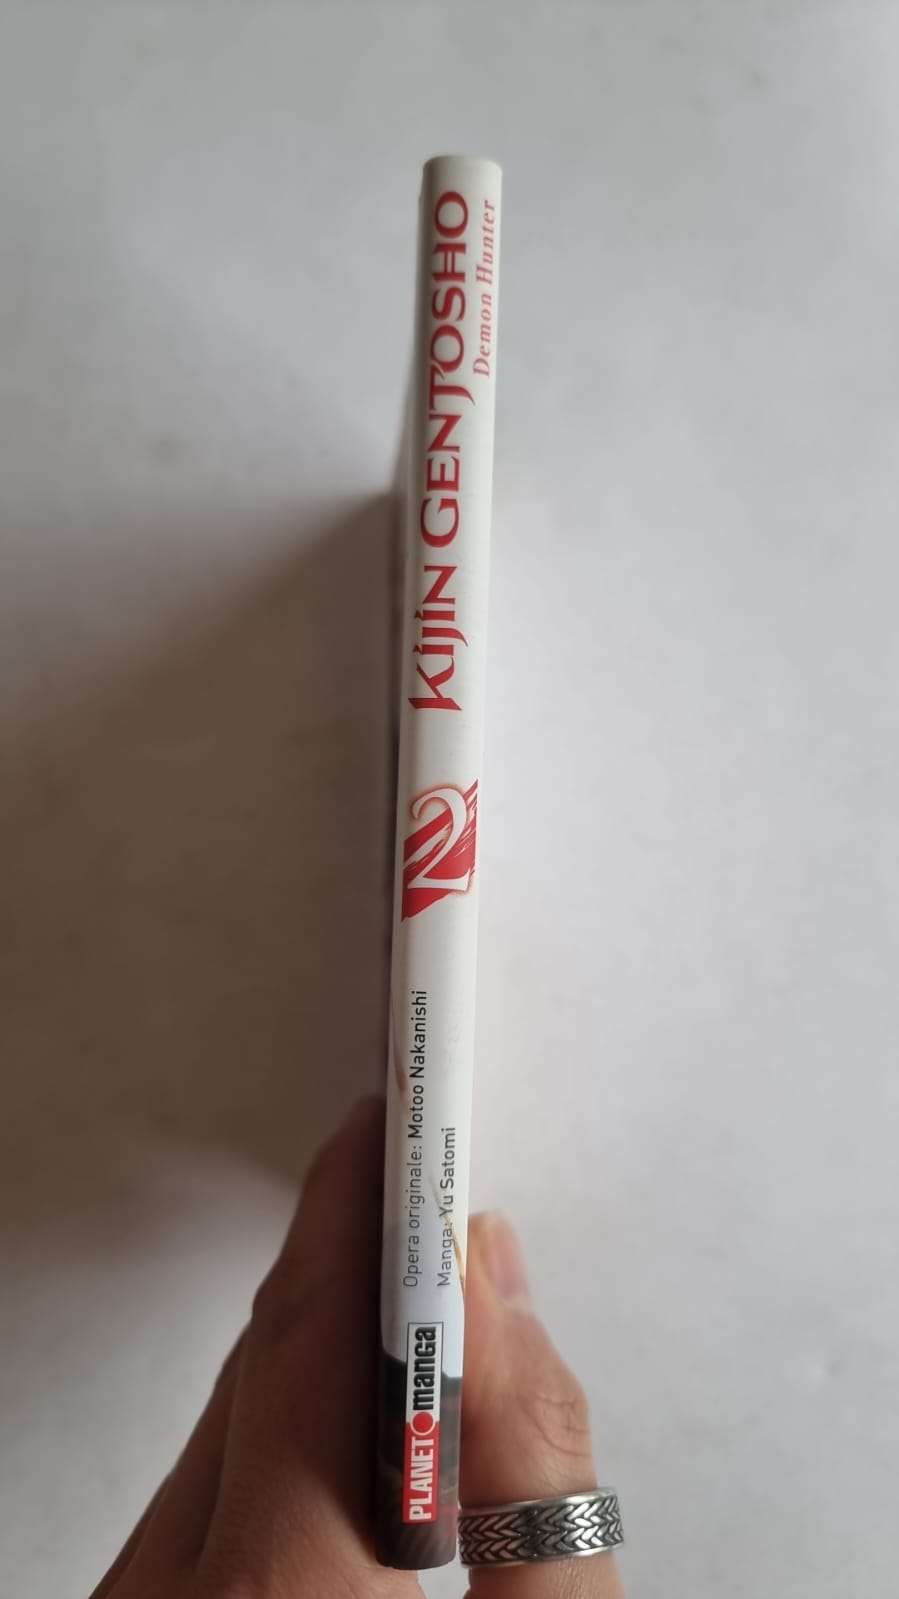 KIJIN GENTOSHO
Demon Hunter
2
Opera originale: Motoo Nakanishi
Manga: Yu Satomi
PLANET manga